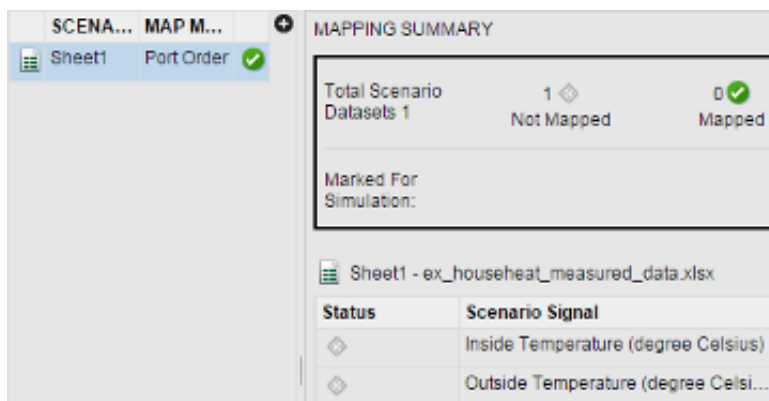 SCENA... MAP M...
Sheet1 Port Order
MAPPING SUMMARY
Total Scenario
Datasets 1
1
Not Mapped
0
Mapped
Marked For
Simulation:
Sheet1 - ex_househeat_measured_data.xlsx
Status Scenario Signal
Inside Temperature (degree Celsius)
Outside Temperature (degree Celsi...